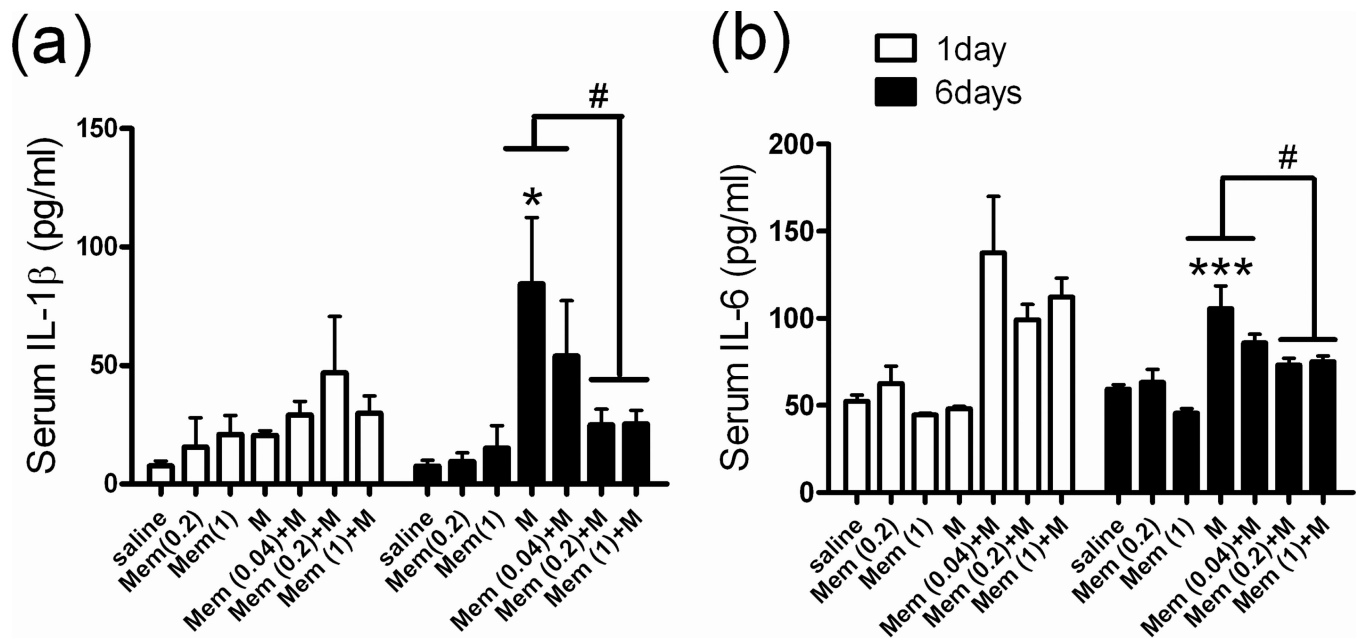 (a)
Serum IL-1β (pg/ml)
150
100
50
0
#
*
saline
Mem(0.2)
Mem(1)
M
Mem (0.04)+M
Mem (0.2)+M
Mem (1)+M
saline
Mem(0.2)
Mem(1)
M
Mem (0.04)+M
Mem (0.2)+M
Mem (1)+M
(b)
1day
6days
Serum IL-6 (pg/ml)
200
150
100
50
0
#
***
saline
Mem (0.2)
Mem (1)
M
Mem (0.04)+M
Mem (0.2)+M
Mem (1)+M
saline
Mem (0.2)
Mem (1)
M
Mem (0.04)+M
Mem (0.2)+M
Mem (1)+M